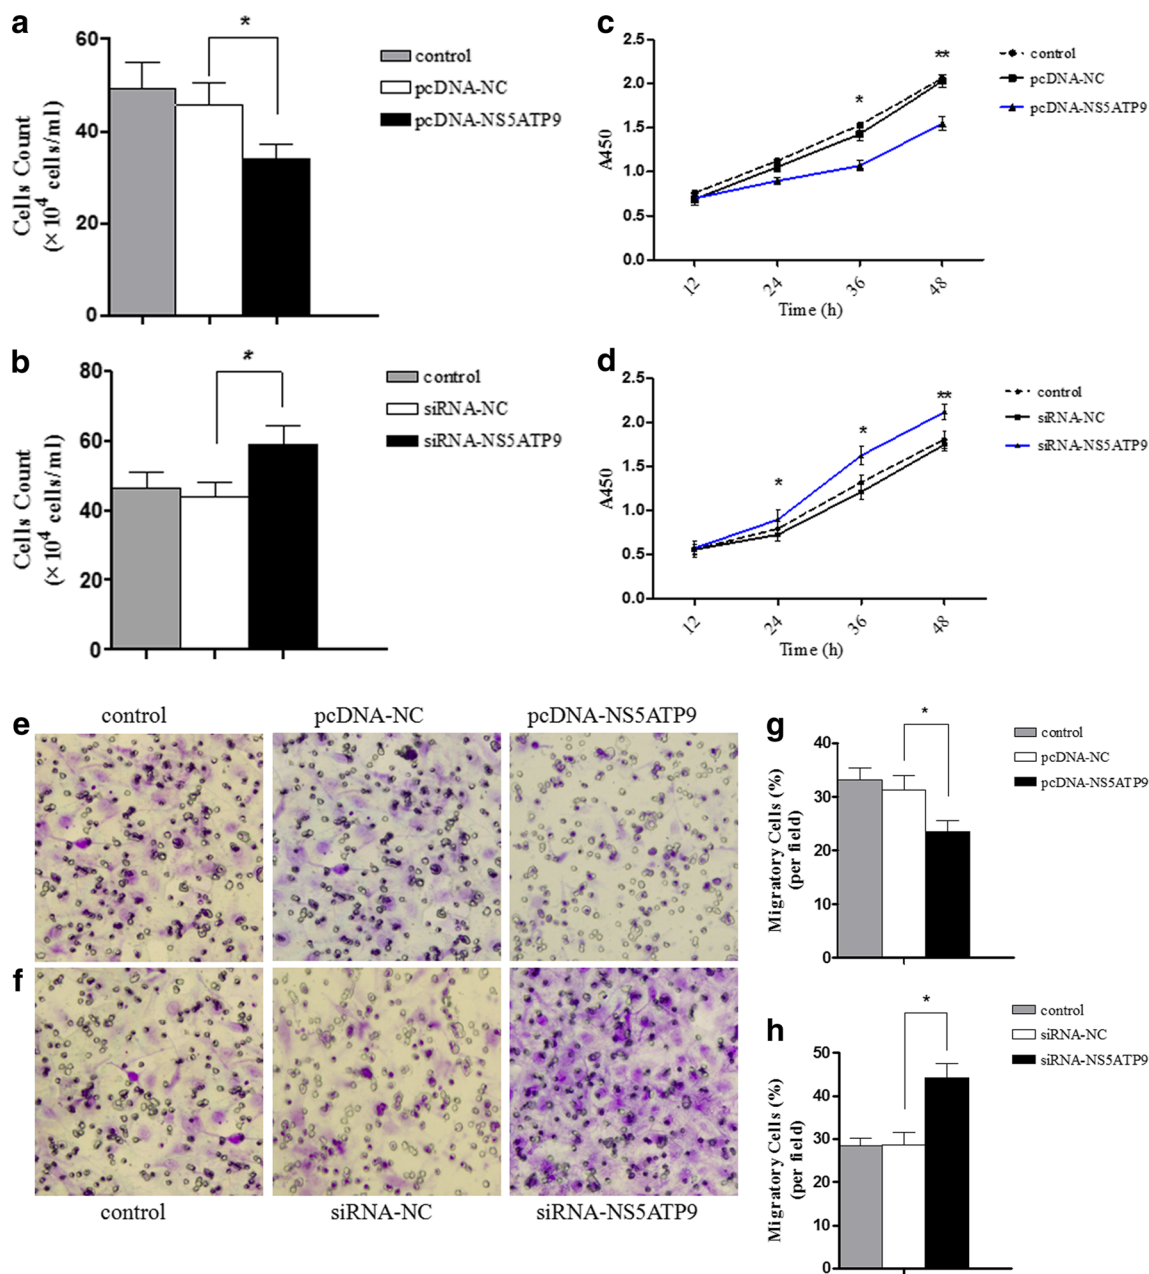 a
60
40
20
0
Cells Count
(×10⁴ cells/ml)
*
control
pcDNA-NC
pcDNA-NS5ATP9
b
80
60
40
20
0
Cells Count
(×10⁴ cells/ml)
*
control
siRNA-NC
siRNA-NS5ATP9
c
2.5
2.0
1.5
1.0
0.5
0.0
A450
*
**
12 24 36 48
Time (h)
control
pcDNA-NC
pcDNA-NS5ATP9
d
2.5
2.0
1.5
1.0
0.5
0.0
A450
*
*
**
12 24 36 48
Time (h)
control
siRNA-NC
siRNA-NS5ATP9
e
control pcDNA-NC pcDNA-NS5ATP9
f
control siRNA-NC siRNA-NS5ATP9
g
40
30
20
10
0
Migratory Cells (%)
(per field)
*
control
pcDNA-NC
pcDNA-NS5ATP9
h
50
40
30
20
10
0
Migratory Cells (%)
(per field)
*
control
siRNA-NC
siRNA-NS5ATP9